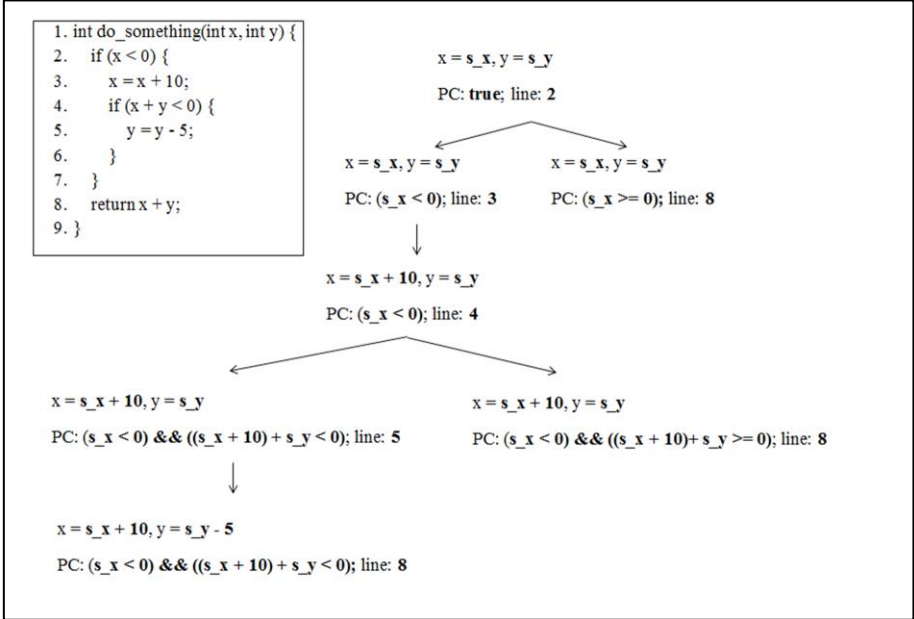 1. int do_something(int x, int y) {
2. if (x < 0) {
3. x = x + 10;
4. if (x + y < 0) {
5. y = y - 5;
6. }
7. }
8. return x + y;
9. }
x = s_x, y = s_y
PC: true; line: 2
x = s_x, y = s_y
PC: (s_x < 0); line: 3
x = s_x, y = s_y
PC: (s_x >= 0); line: 8
x = s_x + 10, y = s_y
PC: (s_x < 0); line: 4
x = s_x + 10, y = s_y
PC: (s_x < 0) && ((s_x + 10) + s_y < 0); line: 5
x = s_x + 10, y = s_y
PC: (s_x < 0) && ((s_x + 10)+ s_y >= 0); line: 8
x = s_x + 10, y = s_y - 5
PC: (s_x < 0) && ((s_x + 10) + s_y < 0); line: 8